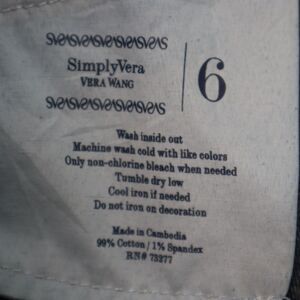 SimplyVera
VERA WANG
6
Wash inside out
Machine wash cold with like colors
Only non-chlorine bleach when needed
Tumble dry low
Cool iron if needed
Do not iron on decoration
Made in Cambodia
99% Cotton / 1% Spandex
RN# 73277